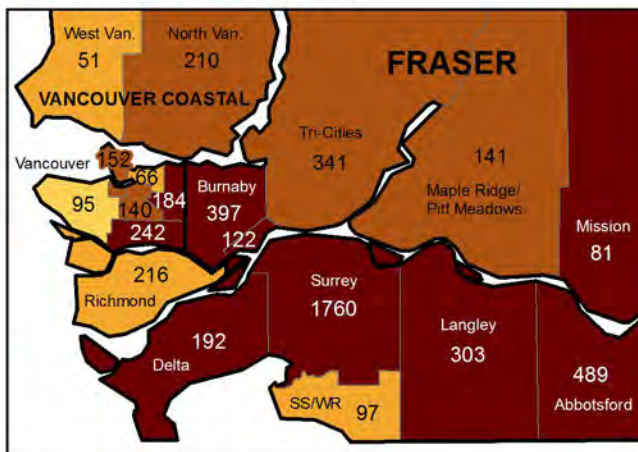 West Van.
51
North Van.
210
VANCOUVER COASTAL
FRASER
Tri-Cities
341
141
Maple Ridge/
Pitt Meadows
Mission
81
Vancouver
152
66
184
95
140
242
Burnaby
397
122
216
Richmond
Surrey
1760
Langley
303
192
Delta
489
Abbotsford
SS/WR
97